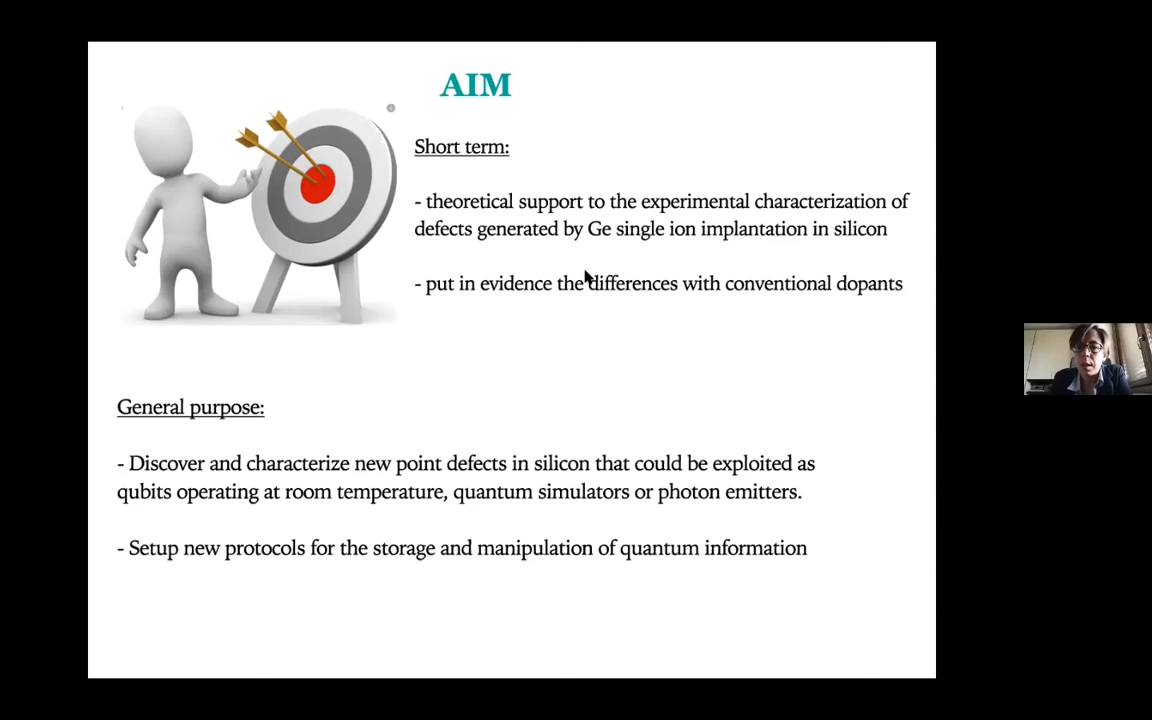 AIM
Short term:
- theoretical support to the experimental characterization of
defects generated by Ge single ion implantation in silicon
- put in evidence the differences with conventional dopants
General purpose:
- Discover and characterize new point defects in silicon that could be exploited as
qubits operating at room temperature, quantum simulators or photon emitters.
- Setup new protocols for the storage and manipulation of quantum information